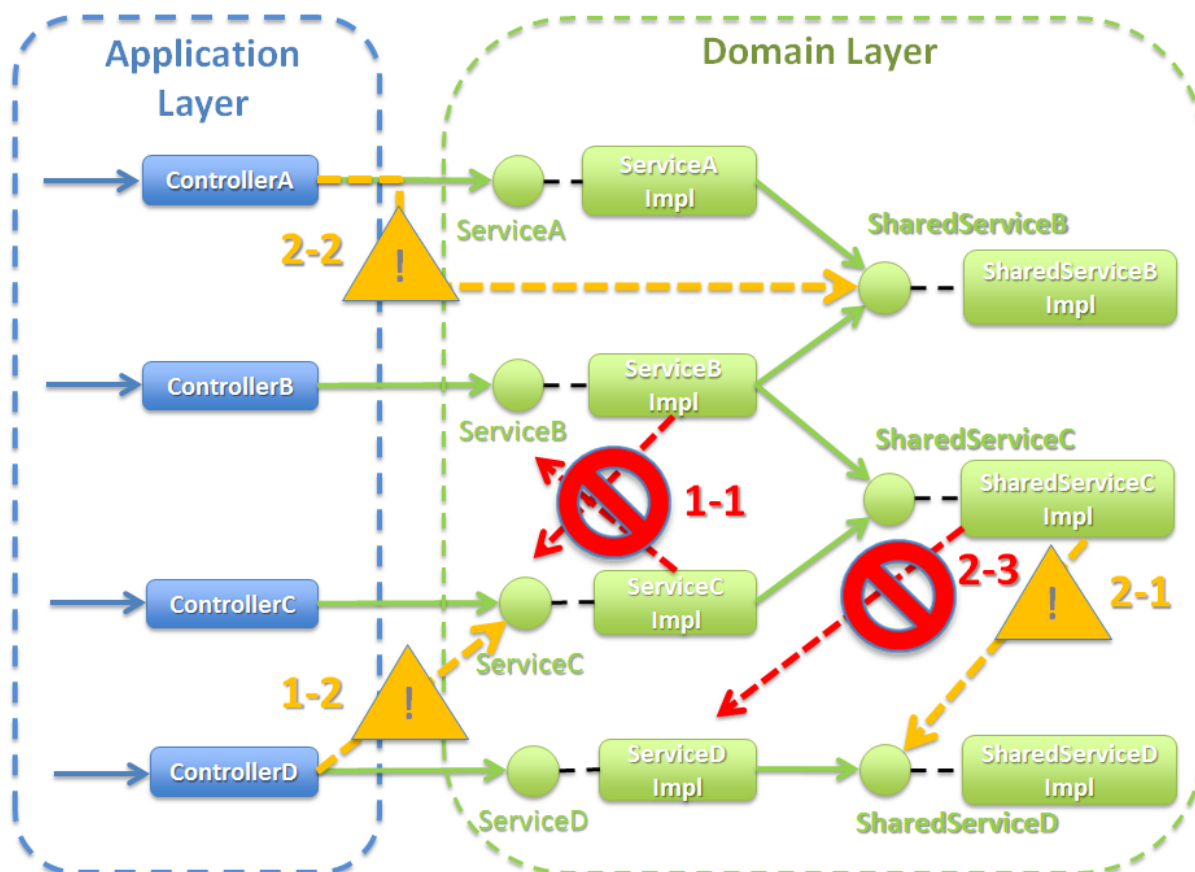 Application
Layer
Domain Layer
ControllerA
ServiceA
Impl
ServiceA
SharedServiceB
2-2
!
SharedServiceB
Impl
ControllerB
ServiceB
Impl
ServiceB
SharedServiceC
1-1
SharedServiceC
Impl
ControllerC
ServiceC
Impl
2-3
!
2-1
ServiceC
1-2
!
ControllerD
ServiceD
Impl
SharedServiceD
Impl
ServiceD
SharedServiceD